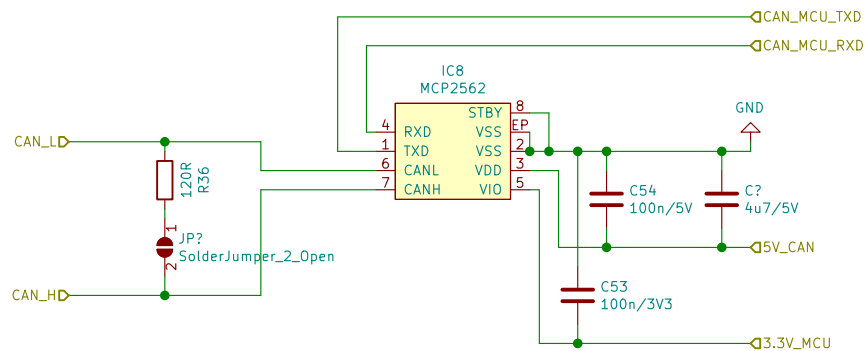 CAN_MCU_TXD
CAN_MCU_RXD
IC8
MCP2562
STBY 8
4 RXD
EP
VSS
1 TXD
VSS 2
6 CANL
VDD 3
7 CANH
VIO 5
GND
CAN_L
120R
R36
1
JP?
SolderJumper_2_Open
2
CAN_H
C54
100n/5V
C?
4u7/5V
5V_CAN
C53
100n/3V3
3.3V_MCU